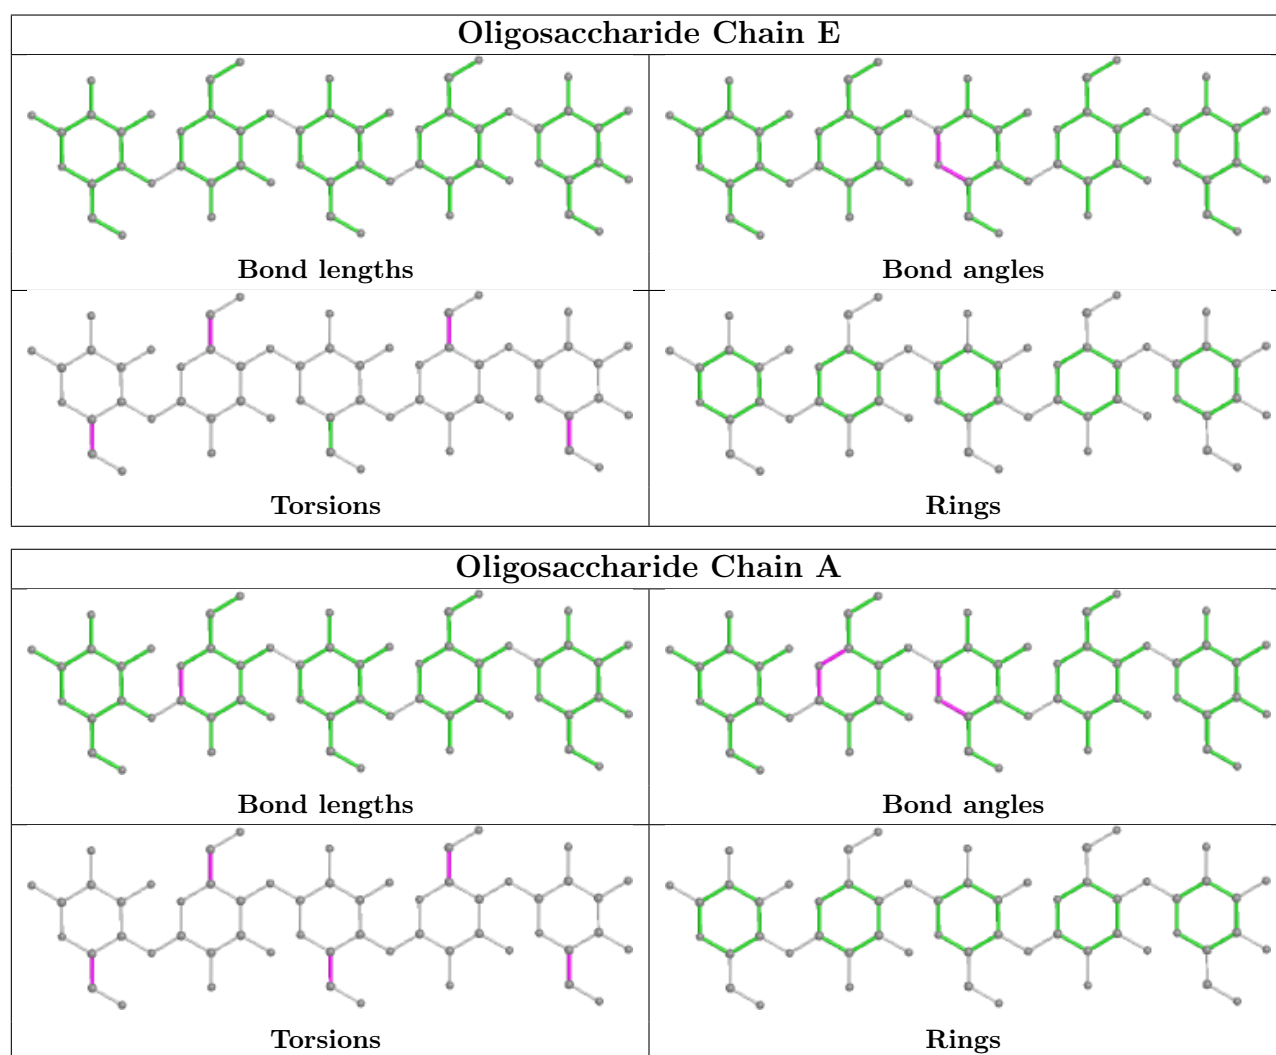 Oligosaccharide Chain E
Bond lengths
Bond angles
Torsions
Rings
Oligosaccharide Chain A
Bond lengths
Bond angles
Torsions
Rings